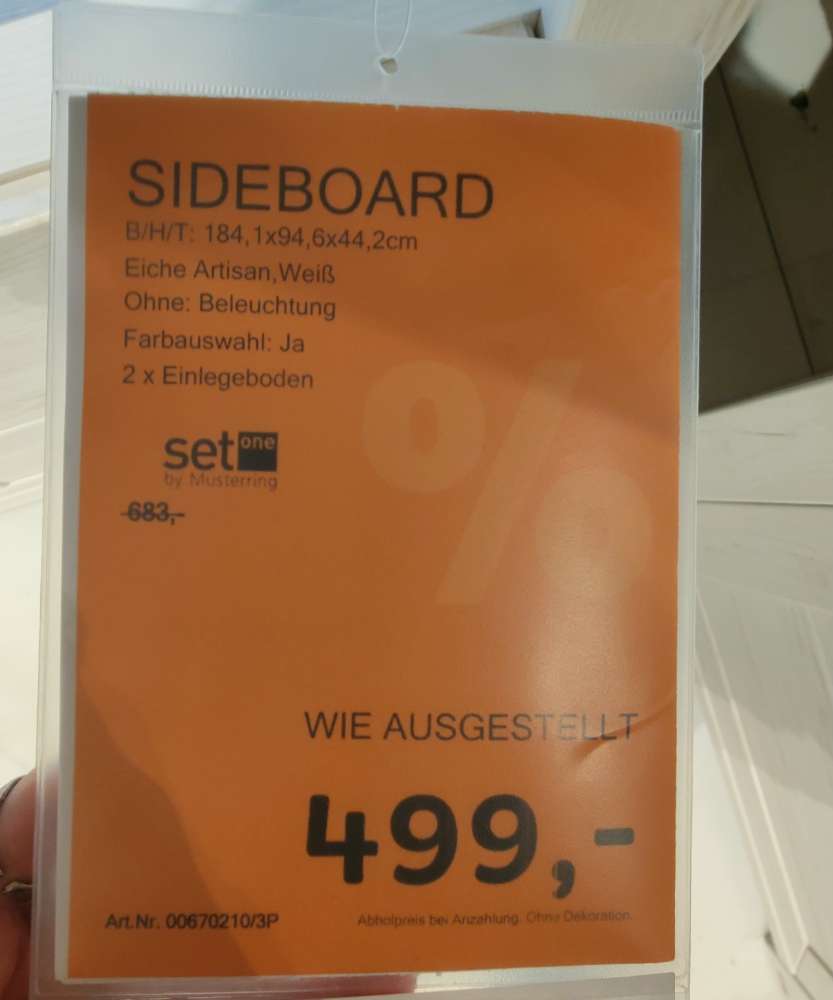 SIDEBOARD
B/H/T: 184,1x94,6x44,2cm
Eiche Artisan,Weiß
Ohne: Beleuchtung
Farbauswahl: Ja
2 x Einlegeboden
%
set one
by Musterring
683,-
WIE AUSGESTELLT
499,-
Art.Nr. 00670210/3P
Abholpreis bei Anzahlung. Ohne Dekoration.